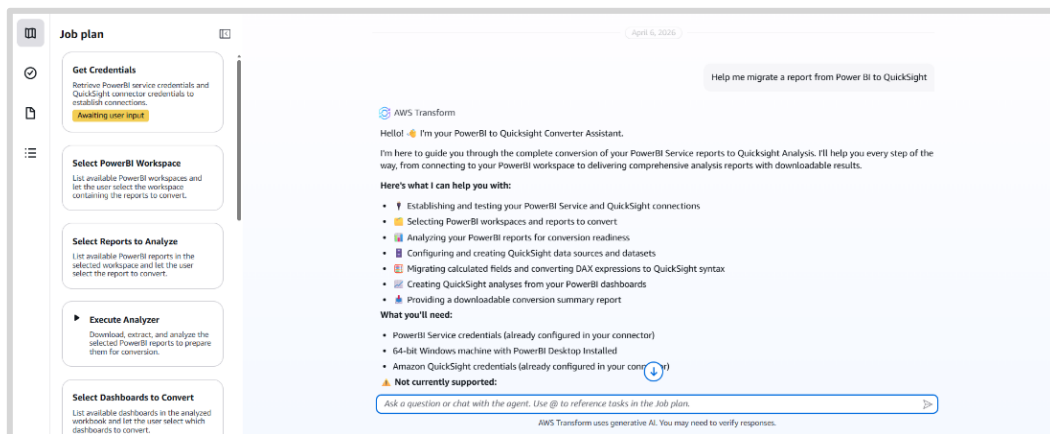 Job plan
Get Credentials
Retrieve PowerBI service credentials and
QuickSight connector credentials to
establish connections.
Awaiting user input
Select PowerBI Workspace
List available PowerBI workspaces and
let the user select the workspace
containing the reports to convert.
Select Reports to Analyze
List available PowerBI reports in the
selected workspace and let the user
select the report to convert.
Execute Analyzer
Download, extract, and analyze the
selected PowerBI reports to prepare
them for conversion.
Select Dashboards to Convert
List available dashboards in the analyzed
workbook and let the user select which
dashboards to convert.
April 6, 2026
Help me migrate a report from Power BI to QuickSight
AWS Transform
Hello! 👋 I'm your PowerBI to Quicksight Converter Assistant.
I'm here to guide you through the complete conversion of your PowerBI Service reports to Quicksight Analysis. I'll help you every step of the
way, from connecting to your PowerBI workspace to delivering comprehensive analysis reports with downloadable results.
Here's what I can help you with:
• Establishing and testing your PowerBI Service and QuickSight connections
• Selecting PowerBI workspaces and reports to convert
• Analyzing your PowerBI reports for conversion readiness
• Configuring and creating QuickSight data sources and datasets
• Migrating calculated fields and converting DAX expressions to QuickSight syntax
• Creating QuickSight analyses from your PowerBI dashboards
• Providing a downloadable conversion summary report
What you'll need:
• PowerBI Service credentials (already configured in your connector)
• 64-bit Windows machine with PowerBI Desktop Installed
• Amazon QuickSight credentials (already configured in your
⚠ Not currently supported:
Ask a question or chat with the agent. Use @ to reference tasks in the Job plan.
AWS Transform uses generative AI. You may need to verify responses.